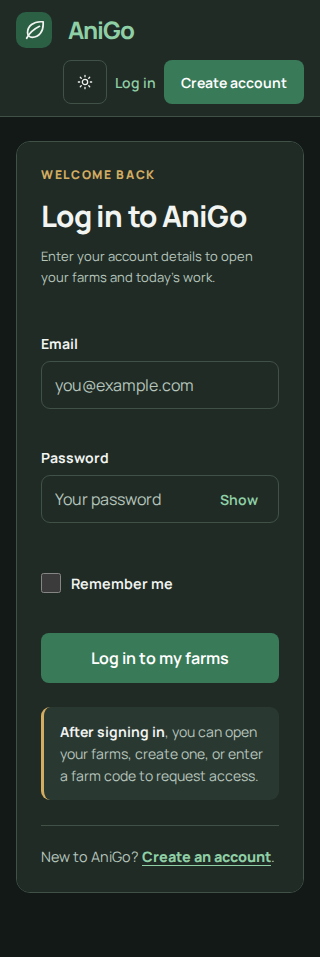 AniGo
Log in
Create account
WELCOME BACK
Log in to AniGo
Enter your account details to open
your farms and today's work.
Email
you@example.com
Password
Your password
Show
Remember me
Log in to my farms
After signing in, you can open
your farms, create one, or enter
a farm code to request access.
New to AniGo? Create an account.